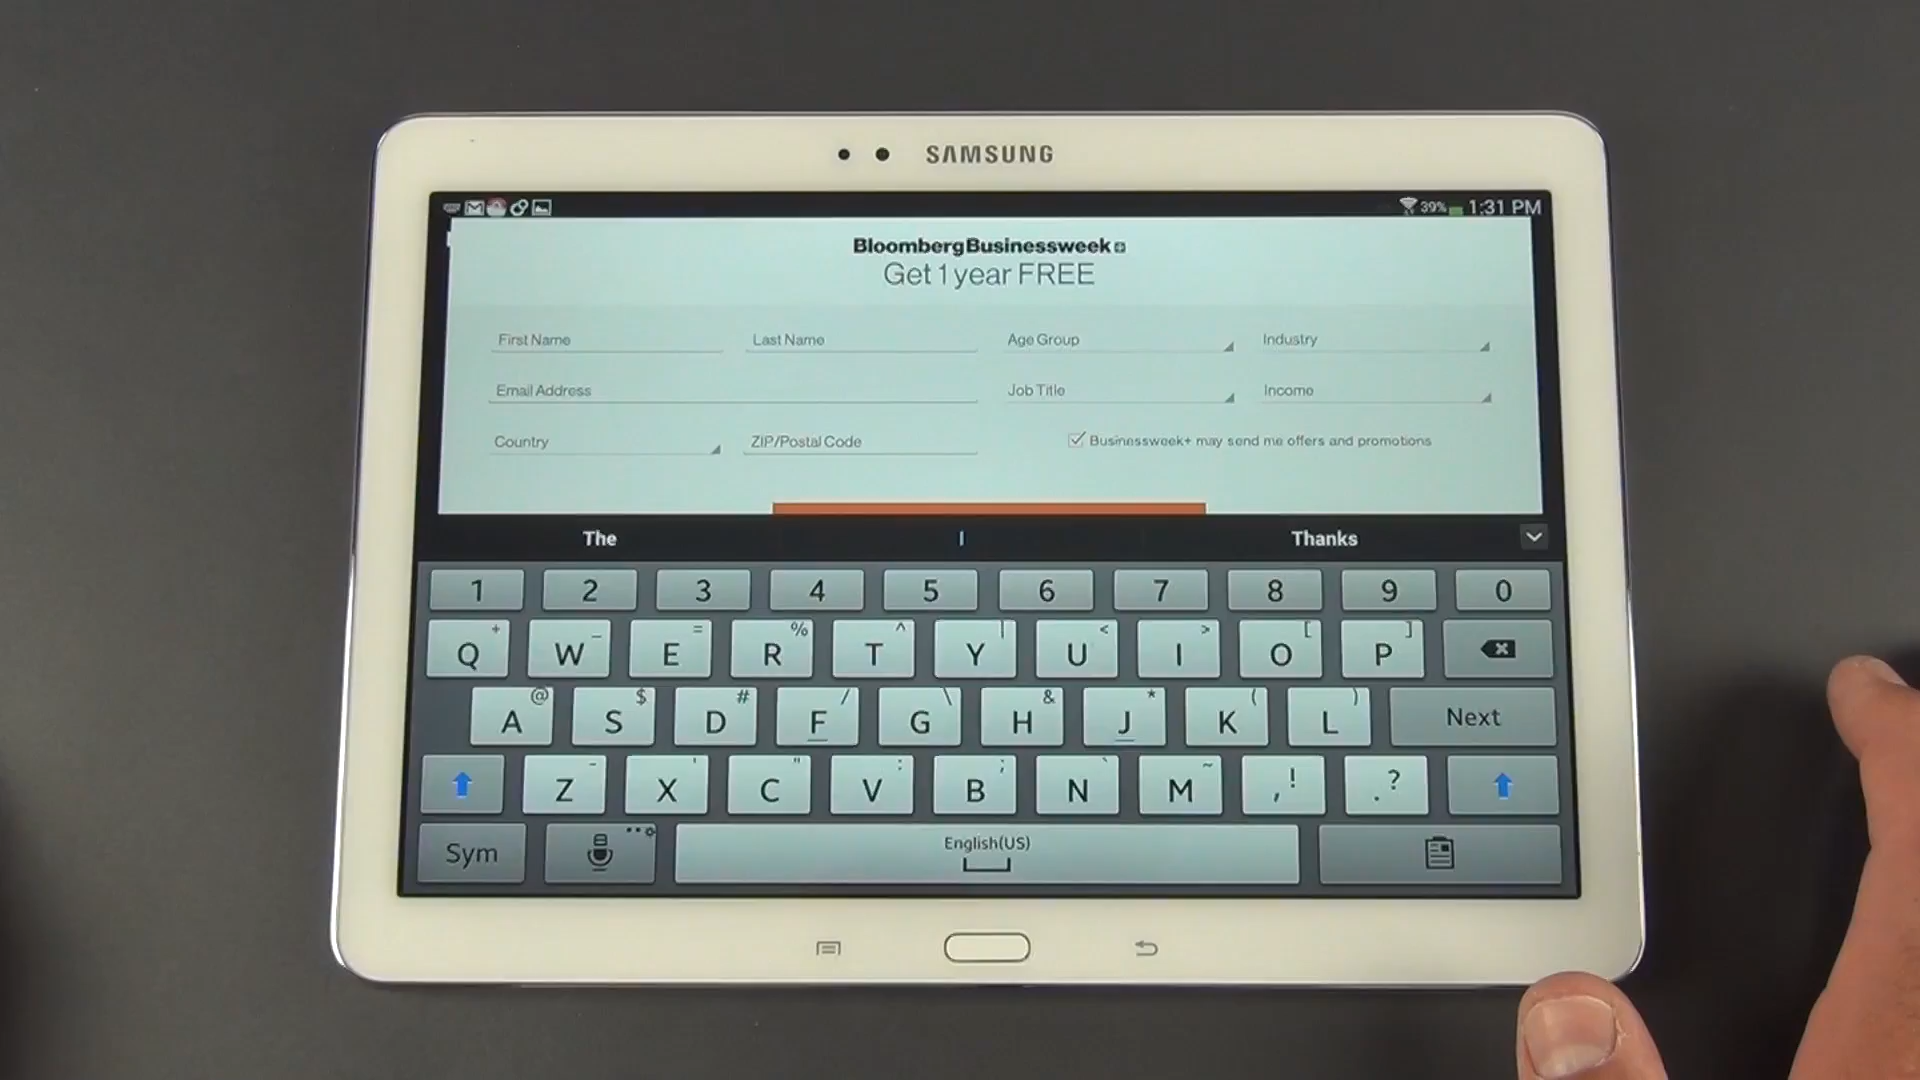 SAMSUNG
39% 1:31 PM
BloombergBusinessweek+
Get 1 year FREE
First Name Last Name Age Group Industry
Email Address Job Title Income
Country ZIP/Postal Code Businessweek+ may send me offers and promotions
The I Thanks
1 2 3 4 5 6 7 8 9 0
Q + W _ E = R % T ^ Y | U < I > O [ P ]
A @ S $ D # F / G \ H & J * K ( L ) Next
Z - X ' C " V : B ; N ` M ~ , ! . ?
Sym English(US)